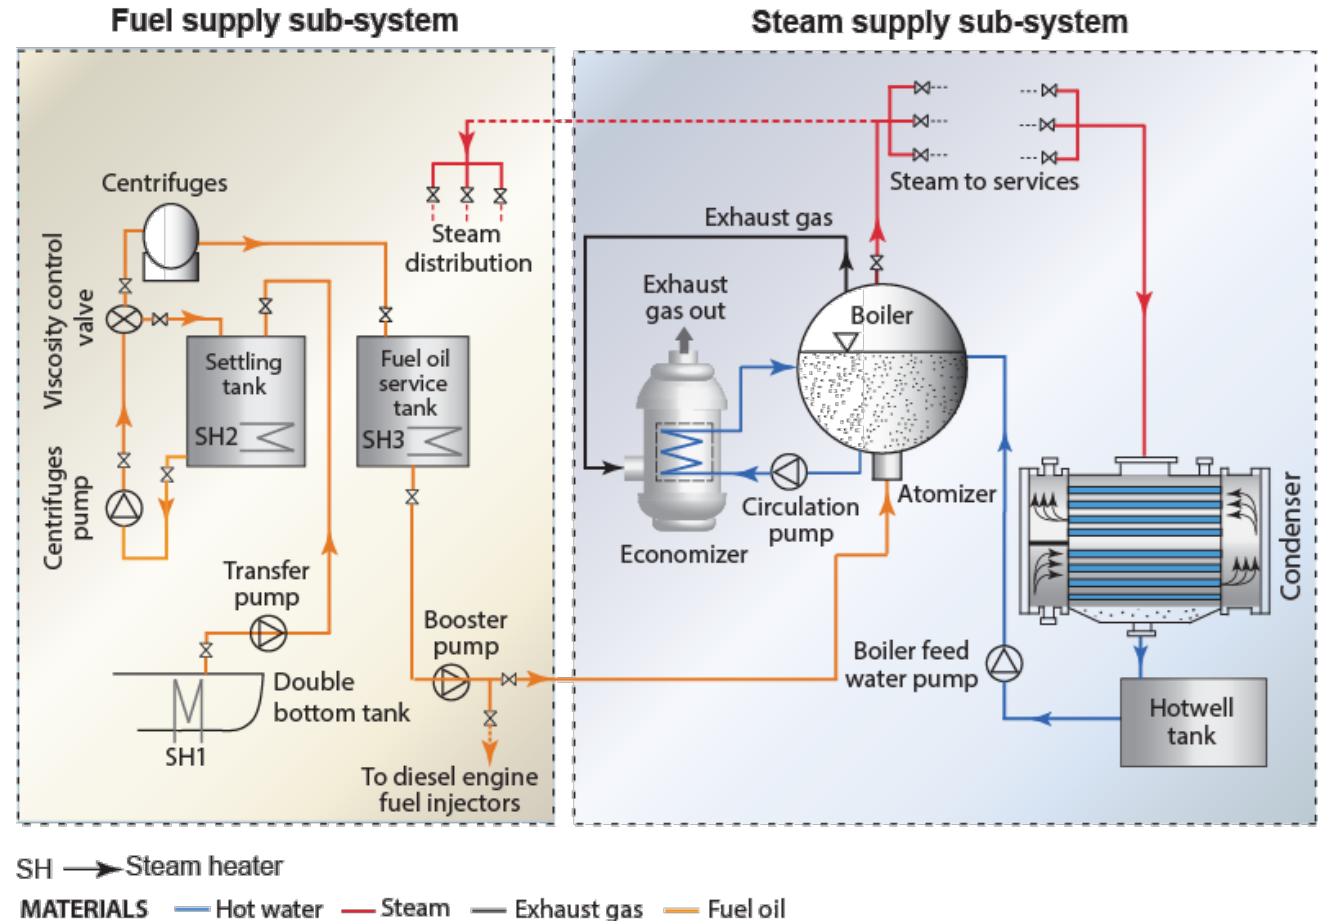 Fuel supply sub-system
Steam supply sub-system
Centrifuges
Viscosity control
valve
Centrifuges
pump
Settling
tank
SH2
Fuel oil
service
tank
SH3
Steam
distribution
Transfer
pump
Double
bottom tank
SH1
Booster
pump
To diesel engine
fuel injectors
Steam to services
Exhaust gas
Exhaust
gas out
Boiler
Economizer
Circulation
pump
Atomizer
Boiler feed
water pump
Condenser
Hotwell
tank
SH Steam heater
MATERIALS Hot water Steam Exhaust gas Fuel oil